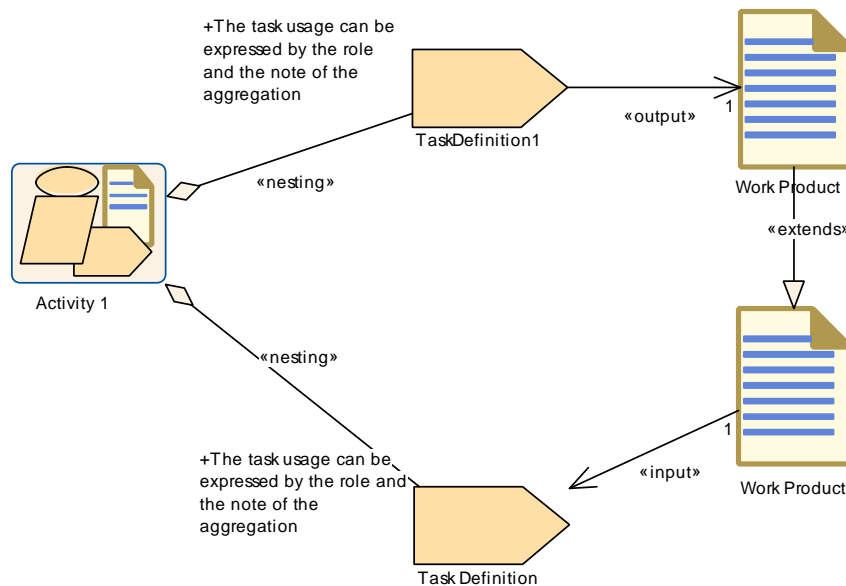 +The task usage can be
expressed by the role
and the note of the
aggregation
1
«output»
TaskDefinition1
«nesting»
Work Product
«extends»
Activity 1
«nesting»
1
+The task usage can be
expressed by the role and
the note of the
aggregation
«input»
Work Product
Task Definition